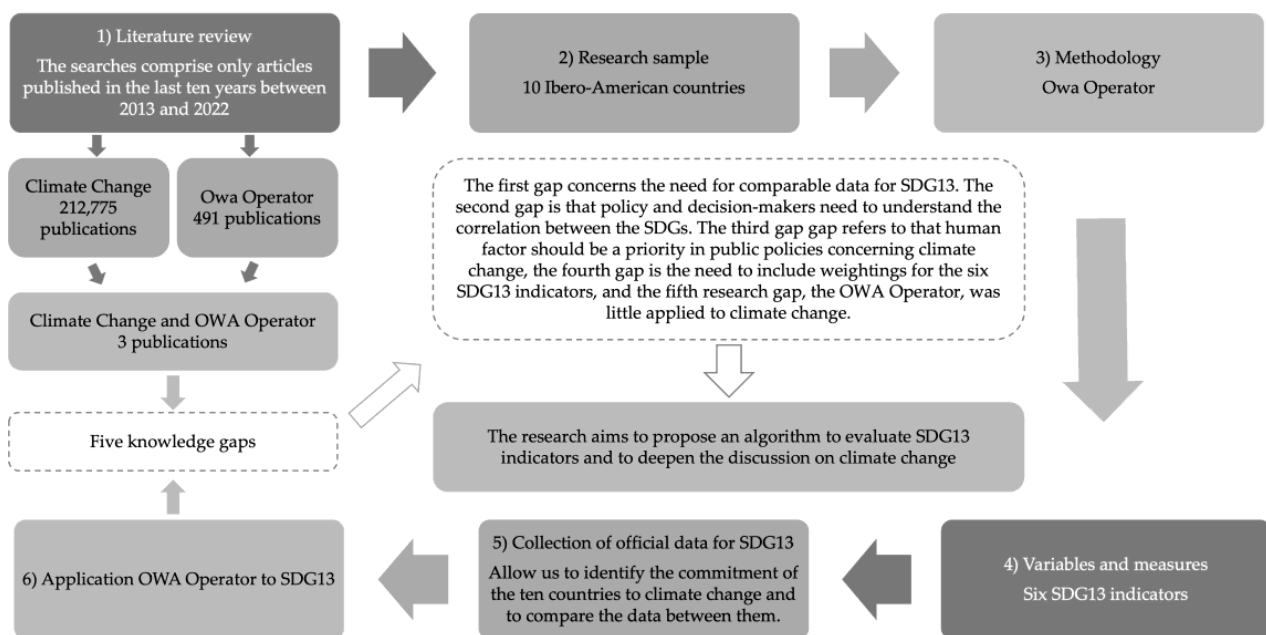 1) Literature review
The searches comprise only articles
published in the last ten years between
2013 and 2022
2) Research sample
10 Ibero-American countries
3) Methodology
Owa Operator
Climate Change
212,775
publications
Owa Operator
491 publications
Climate Change and OWA Operator
3 publications
Five knowledge gaps
The first gap concerns the need for comparable data for SDG13. The
second gap is that policy and decision-makers need to understand the
correlation between the SDGs. The third gap gap refers to that human
factor should be a priority in public policies concerning climate
change, the fourth gap is the need to include weightings for the six
SDG13 indicators, and the fifth research gap, the OWA Operator, was
little applied to climate change.
The research aims to propose an algorithm to evaluate SDG13
indicators and to deepen the discussion on climate change
4) Variables and measures
Six SDG13 indicators
5) Collection of official data for SDG13
Allow us to identify the commitment of
the ten countries to climate change and
to compare the data between them.
6) Application OWA Operator to SDG13